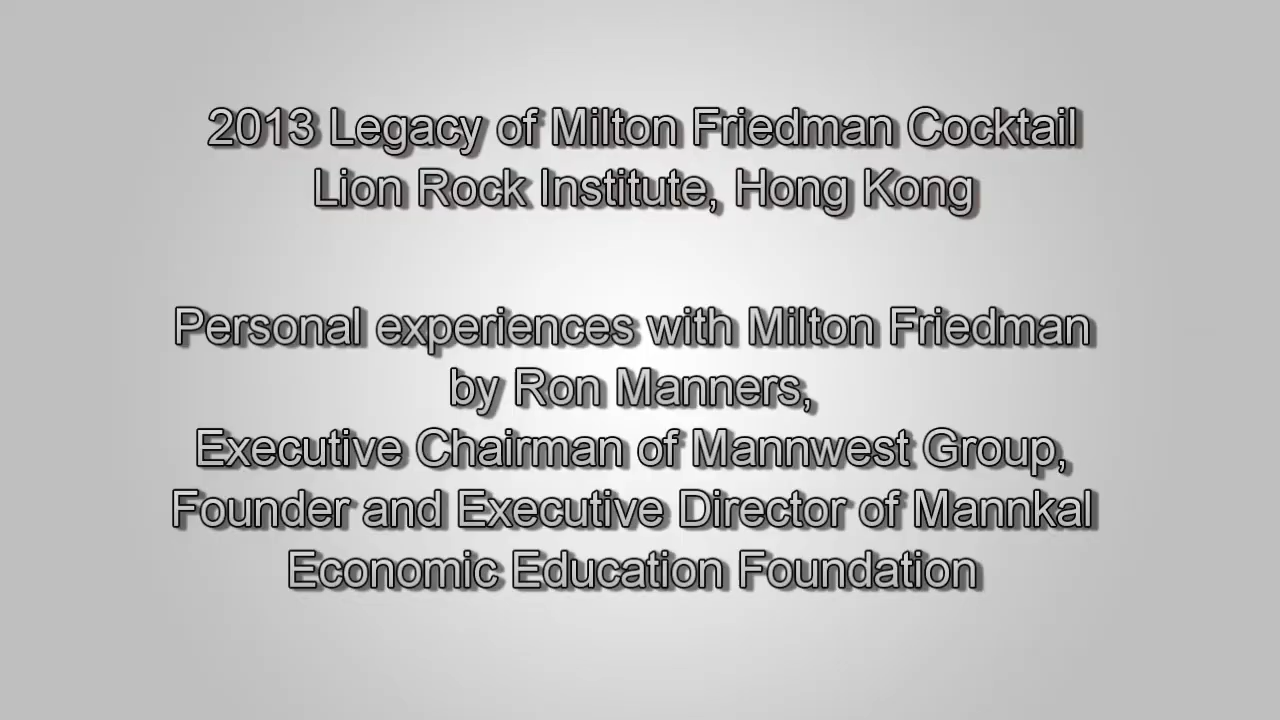 2013 Legacy of Milton Friedman Cocktail
Lion Rock Institute, Hong Kong
Personal experiences with Milton Friedman
by Ron Manners,
Executive Chairman of Mannwest Group,
Founder and Executive Director of Mannkal
Economic Education Foundation